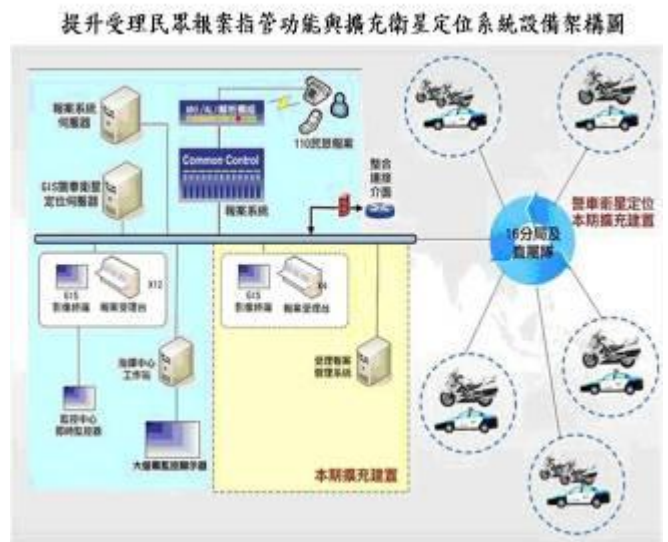 提升受理民眾報案指管功能與擴充衛星定位系統設備架構圖
報案系統
伺服器
110民眾報案
Common Control
報案系統
整合
連線
介面
GIS警車衛星
定位伺服器
警車衛星定位
本期擴充建置
16分局及
直屬隊
X12
GIS
影像終端
報案受理台
X4
GIS
影像終端
報案受理台
指揮中心
工作站
受理報案
管理系統
監控中心
即時監控器
大螢幕監控顯示器
本期擴充建置